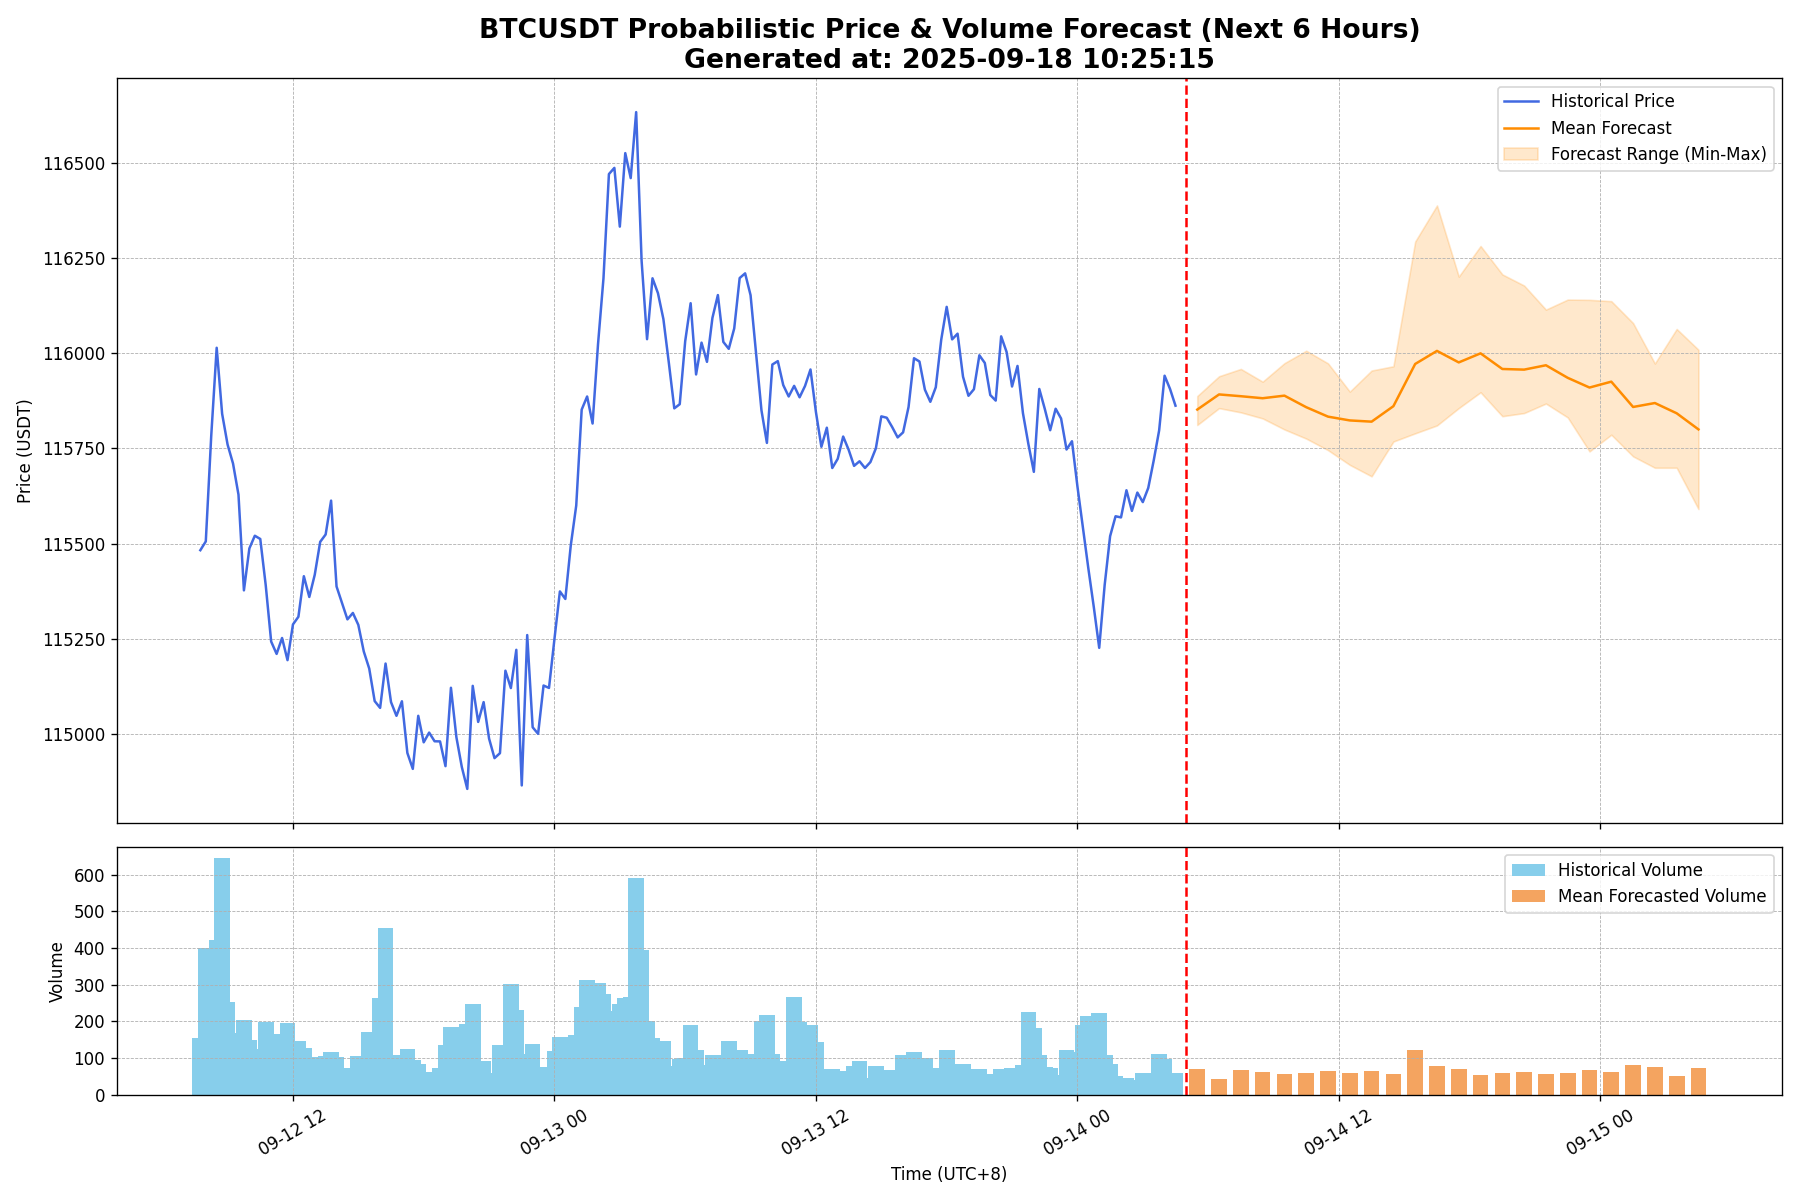 BTCUSDT Probabilistic Price & Volume Forecast (Next 6 Hours)
Generated at: 2025-09-18 10:25:15
Historical Price
Mean Forecast
Forecast Range (Min-Max)
Price (USDT)
116500
116250
116000
115750
115500
115250
115000
Historical Volume
Mean Forecasted Volume
Volume
600
500
400
300
200
100
0
09-12 12
09-13 00
09-13 12
09-14 00
09-14 12
09-15 00
Time (UTC+8)